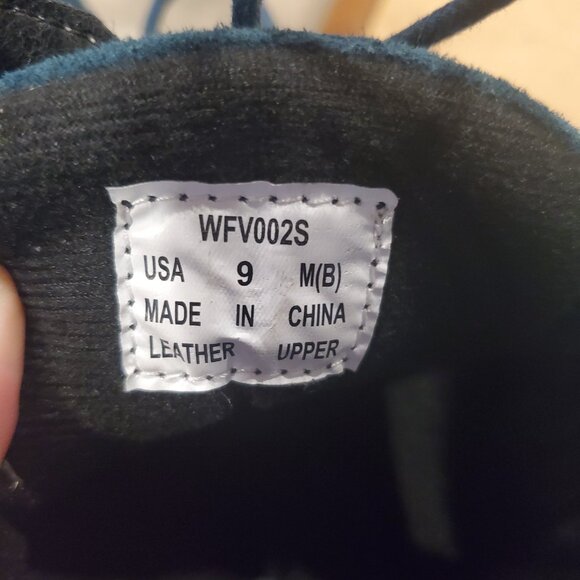 WFV002S
USA 9 M(B)
MADE IN CHINA
LEATHER UPPER